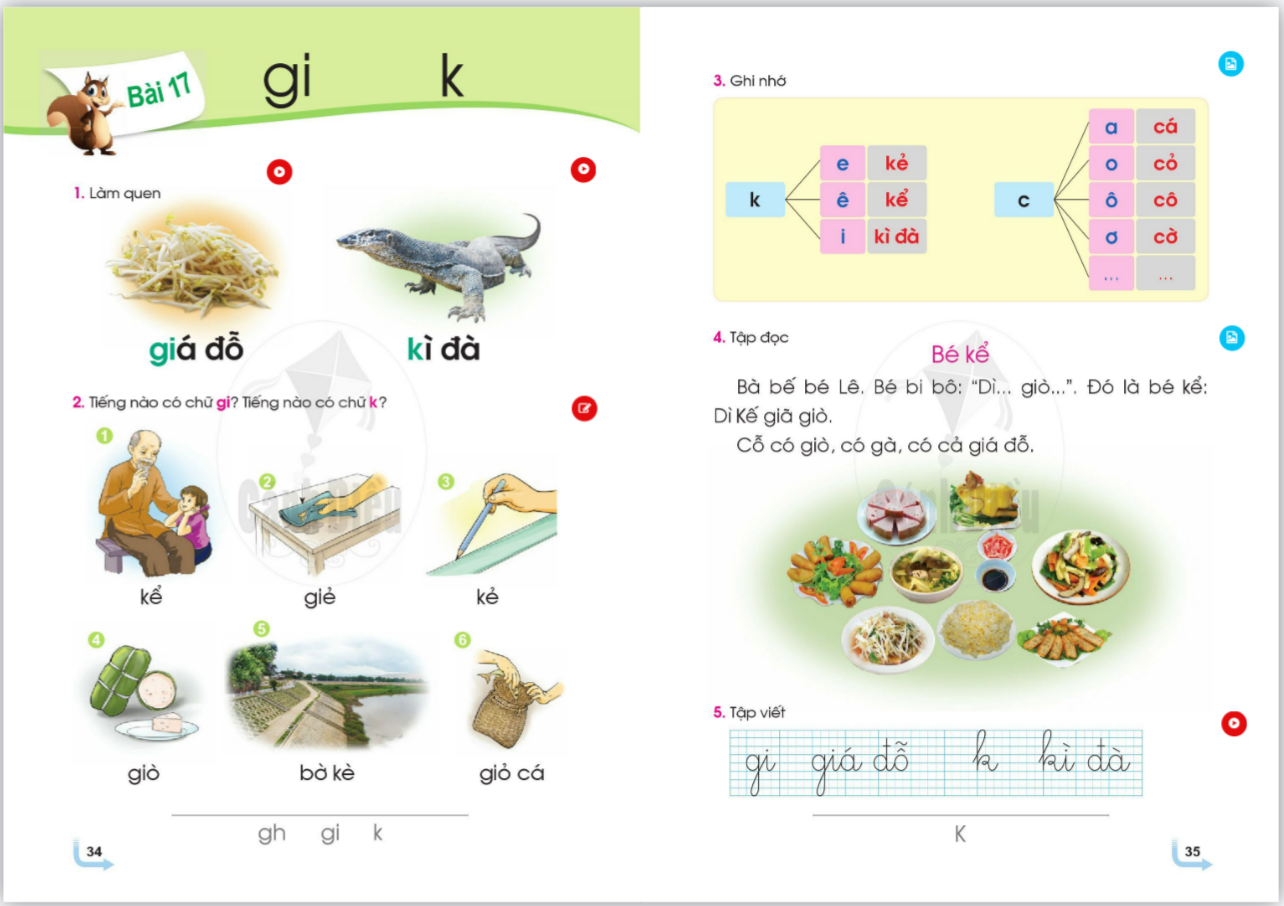 Bài 17
gi k
1. Làm quen
giá đỗ
kì đà
2. Tiếng nào có chữ gi? Tiếng nào có chữ k?
1
2
3
kể
giẻ
kẻ
4
5
6
giò
bờ kè
giỏ cá
Cánh Diều
gh gi k
34
3. Ghi nhớ
k
e kẻ
ê kể
i kì đà
c
a cá
o cỏ
ô cô
ơ cờ
... ...
4. Tập đọc
Bé kể
Bà bế bé Lê. Bé bi bô: “Dì... giò...”. Đó là bé kể:
Dì Kế giã giò.
Cỗ có giò, có gà, có cả giá đỗ.
Cánh Diều
5. Tập viết
gi giá đỗ k kì đà
K
35